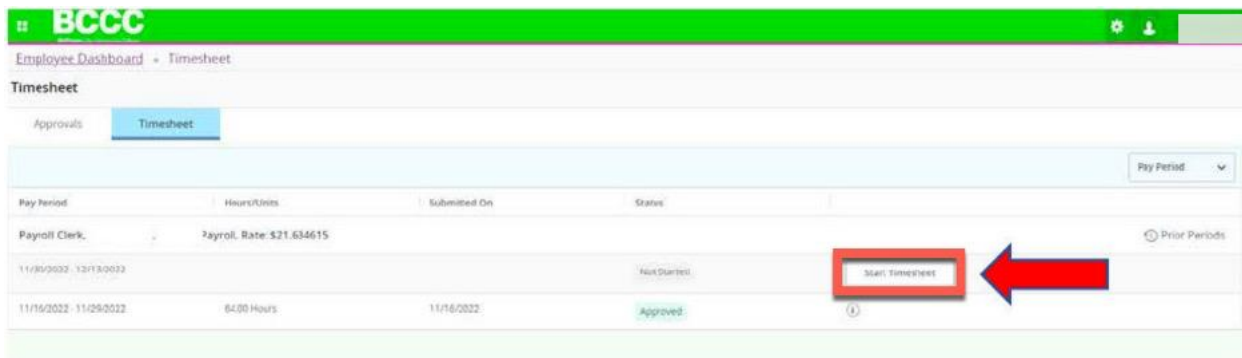 BCCC
Employee Dashboard • Timesheet
Timesheet
Approvals Timesheet
Pay Period
Pay Period Hours/Units Submitted On Status
Payroll Clerk, , Payroll, Rate: $21.634615 Prior Periods
11/30/2022 - 12/13/2022 Not Started Start Timesheet
11/16/2022 - 11/29/2022 64.00 Hours 11/16/2022 Approved